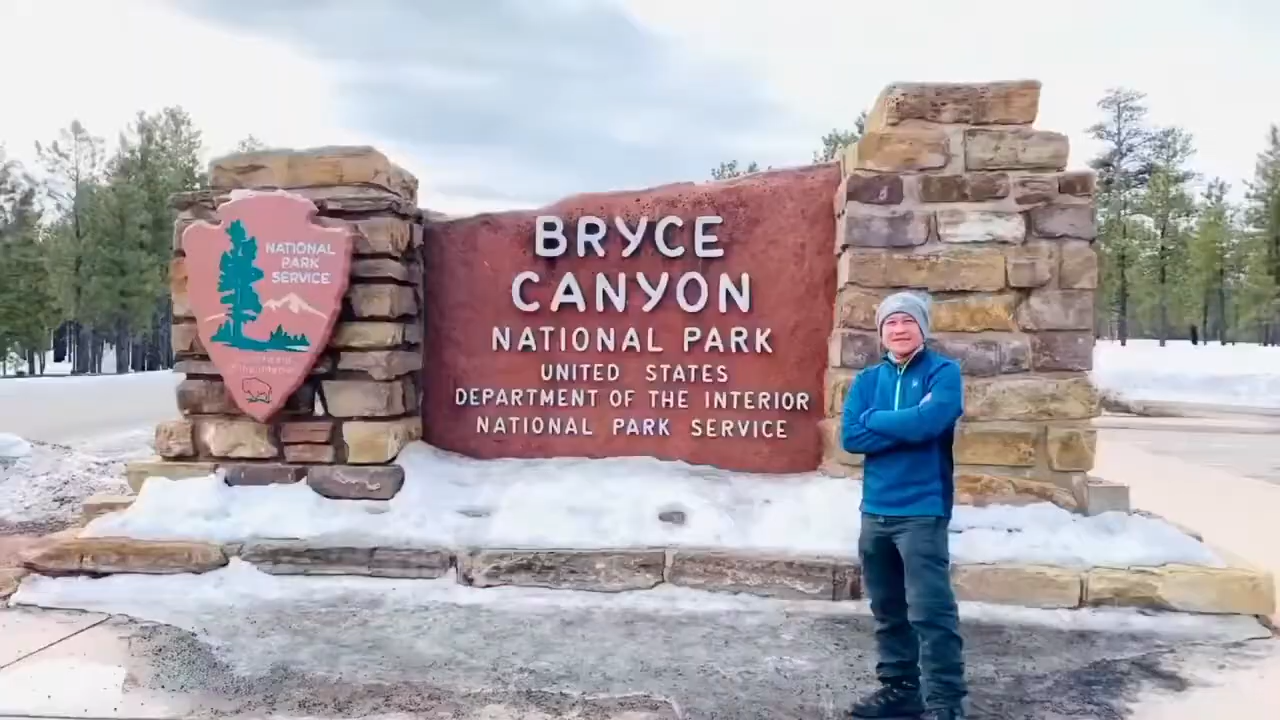 NATIONAL
PARK
SERVICE
BRYCE
CANYON
NATIONAL PARK
UNITED STATES
DEPARTMENT OF THE INTERIOR
NATIONAL PARK SERVICE